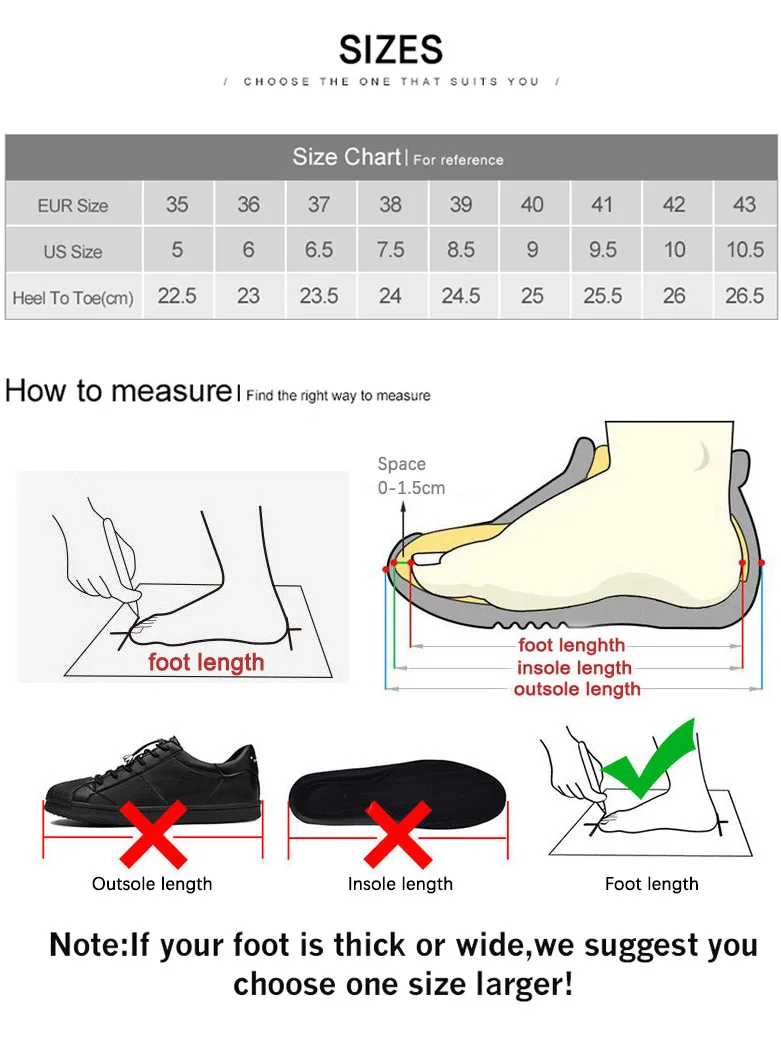 SIZES
/ CHOOSE THE ONE THAT SUITS YOU /
Size Chart| For reference
EUR Size 35 36 37 38 39 40 41 42 43
US Size 5 6 6.5 7.5 8.5 9 9.5 10 10.5
Heel To Toe(cm) 22.5 23 23.5 24 24.5 25 25.5 26 26.5
How to measure| Find the right way to measure
Space
0-1.5cm
foot length
foot lenghth
insole length
outsole length
Outsole length
Insole length
Foot length
Note:If your foot is thick or wide,we suggest you
choose one size larger!